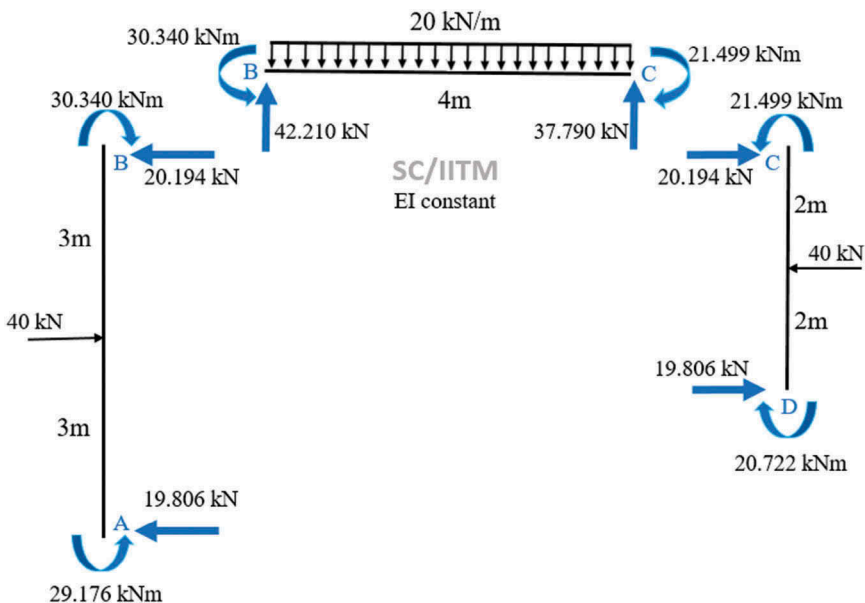 20 kN/m
30.340 kNm
B
C
21.499 kNm
4m
30.340 kNm
21.499 kNm
42.210 kN
37.790 kN
B
C
20.194 kN
20.194 kN
SC/IITM
EI constant
2m
3m
40 kN
40 kN
2m
19.806 kN
D
3m
20.722 kNm
19.806 kN
A
29.176 kNm